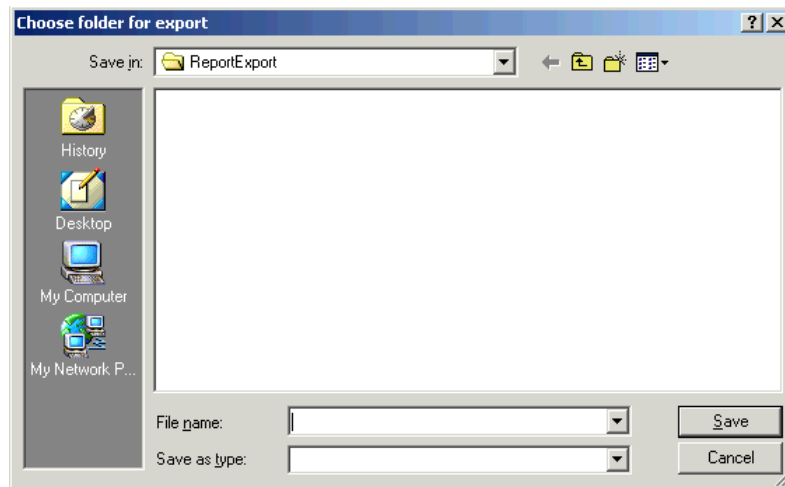 Choose folder for export
Save in: ReportExport
History
Desktop
My Computer
My Network P...
File name:
Save
Save as type:
Cancel